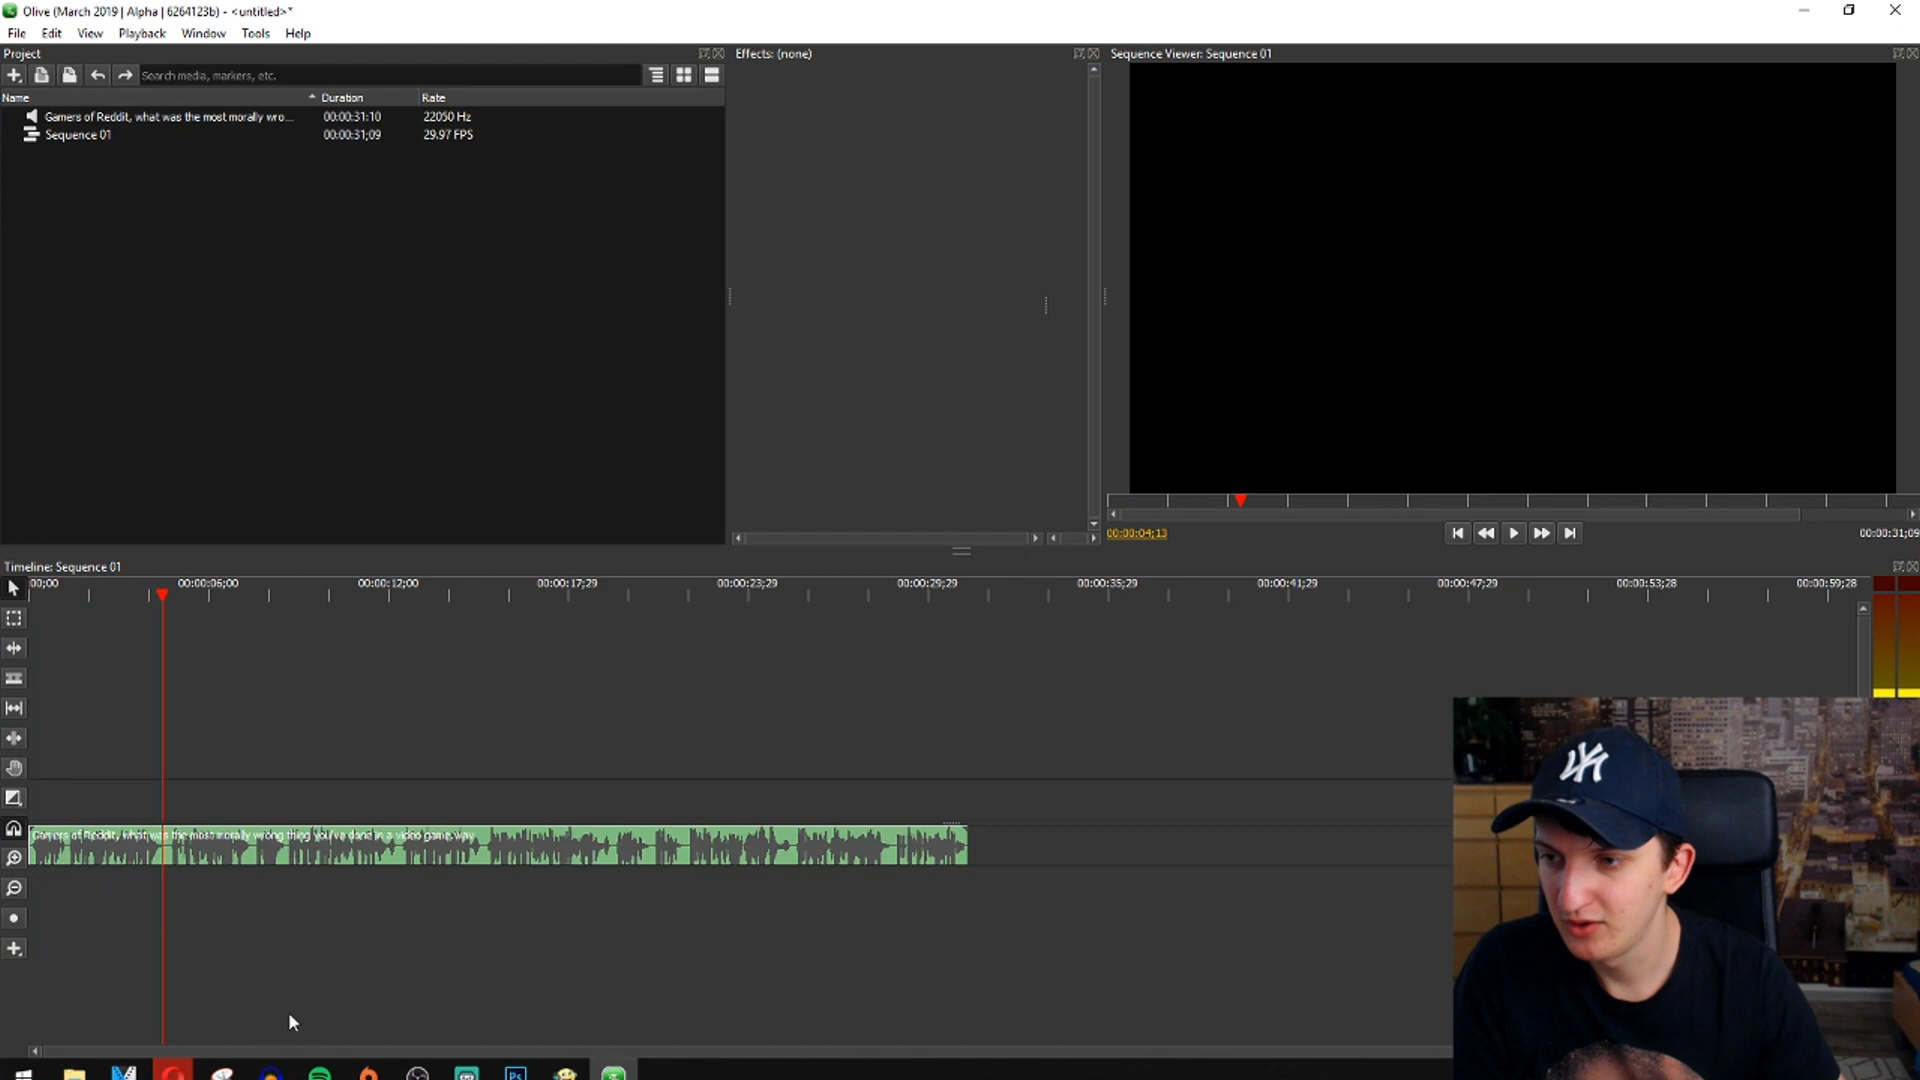 Olive (March 2019 | Alpha | 6264123b) - <untitled>*
File Edit View Playback Window Tools Help
Project
Effects: (none)
Sequence Viewer: Sequence 01
Search media, markers, etc.
Name Duration Rate
Gamers of Reddit, what was the most morally wro... 00:00:31:10 22050 Hz
Sequence 01 00:00:31;09 29.97 FPS
00:00:04;13
00:00:31;09
Timeline: Sequence 01
00;00 00:00:06;00 00:00:12;00 00:00:17;29 00:00:23;29 00:00:29;29 00:00:35;29 00:00:41;29 00:00:47;29 00:00:53;28 00:00:59;28
Gamers of Reddit, what was the most morally wrong thing you've done in a video game.wav
NY
Ps